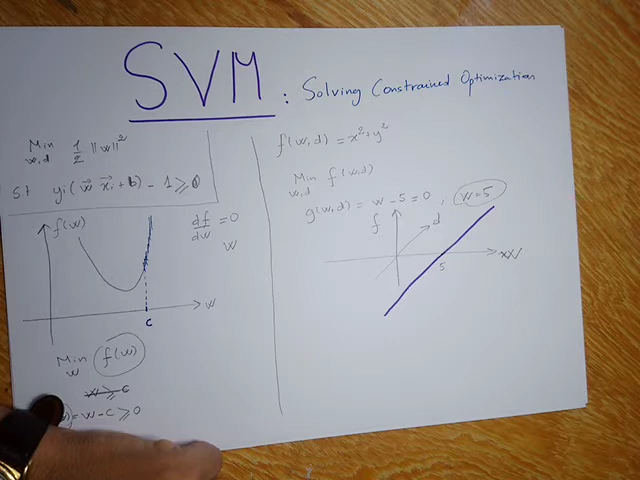 SVM : Solving Constrained Optimization
Min w,d 1/2 ||w||²
s.t yi(w⃗ x⃗i + b) - 1 ⩾ 0
f(w)
df/dw = 0
w
w
c
Min w f(w)
w ⩾ c
= w - c ⩾ 0
f(w,d) = x² + y²
Min w,d f(w,d)
g(w,d) = w - 5 = 0 , w=5
f
d
5
xw